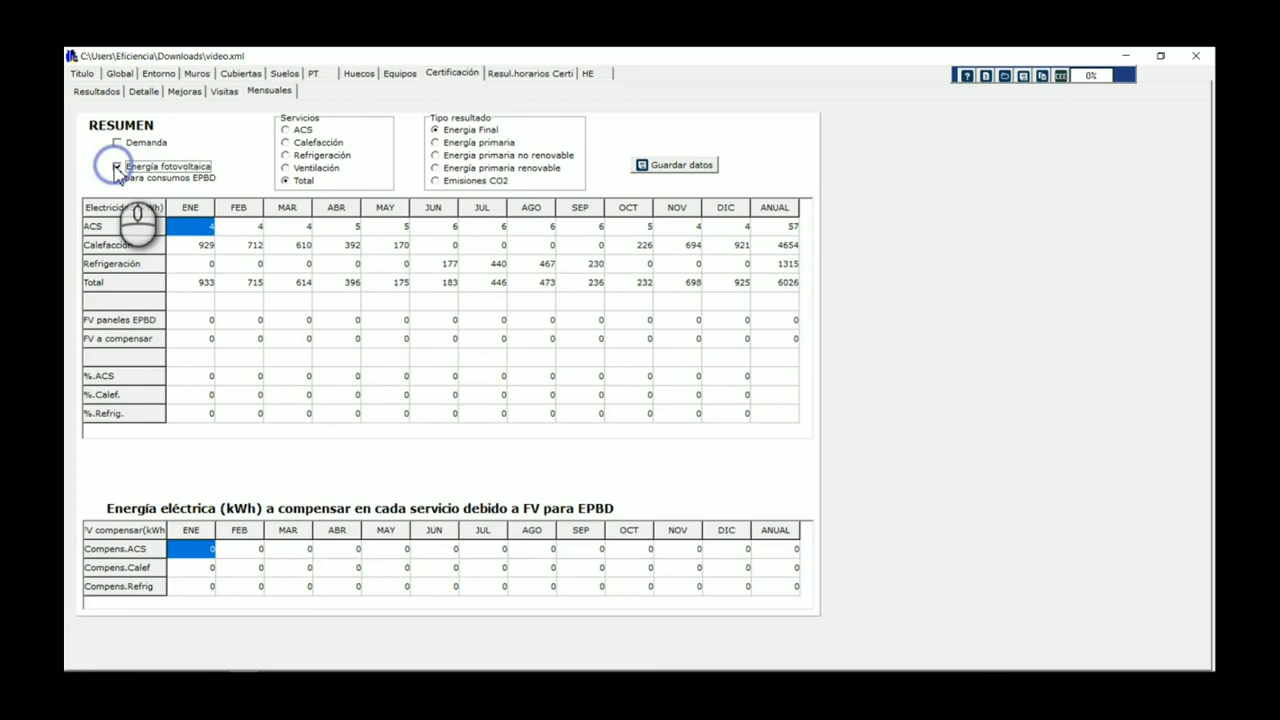 C:\Users\Eficiencia\Downloads\video.xml
Título Global Entorno Muros Cubiertas Suelos PT Huecos Equipos Certificación Resul.horarios Certi HE
0%
Resultados Detalle Mejoras Visitas Mensuales
RESUMEN
Demanda
Energía fotovoltaica
para consumos EPBD
Servicios
ACS
Calefacción
Refrigeración
Ventilación
Total
Tipo resultado
Energia Final
Energía primaria
Energia primaria no renovable
Energía primaria renovable
Emisiones CO2
Guardar datos
ENE FEB MAR ABR MAY JUN JUL AGO SEP OCT NOV DIC ANUAL
ACS 4 4 4 5 5 6 6 6 6 5 4 4 57
929 712 610 392 170 0 0 0 0 226 694 921 4654
Refrigeración 0 0 0 0 0 177 440 467 230 0 0 0 1315
Total 933 715 614 396 175 183 446 473 236 232 698 925 6026
FV paneles EPBD 0 0 0 0 0 0 0 0 0 0 0 0 0
FV a compensar 0 0 0 0 0 0 0 0 0 0 0 0 0
%.ACS 0 0 0 0 0 0 0 0 0 0 0 0
%.Calef. 0 0 0 0 0 0 0 0 0 0 0 0
%.Refrig. 0 0 0 0 0 0 0 0 0 0 0 0
Energía eléctrica (kWh) a compensar en cada servicio debido a FV para EPBD
V compensar(kWh ENE FEB MAR ABR MAY JUN JUL AGO SEP OCT NOV DIC ANUAL
Compens.ACS 0 0 0 0 0 0 0 0 0 0 0 0 0
Compens.Calef 0 0 0 0 0 0 0 0 0 0 0 0 0
Compens.Refrig 0 0 0 0 0 0 0 0 0 0 0 0 0